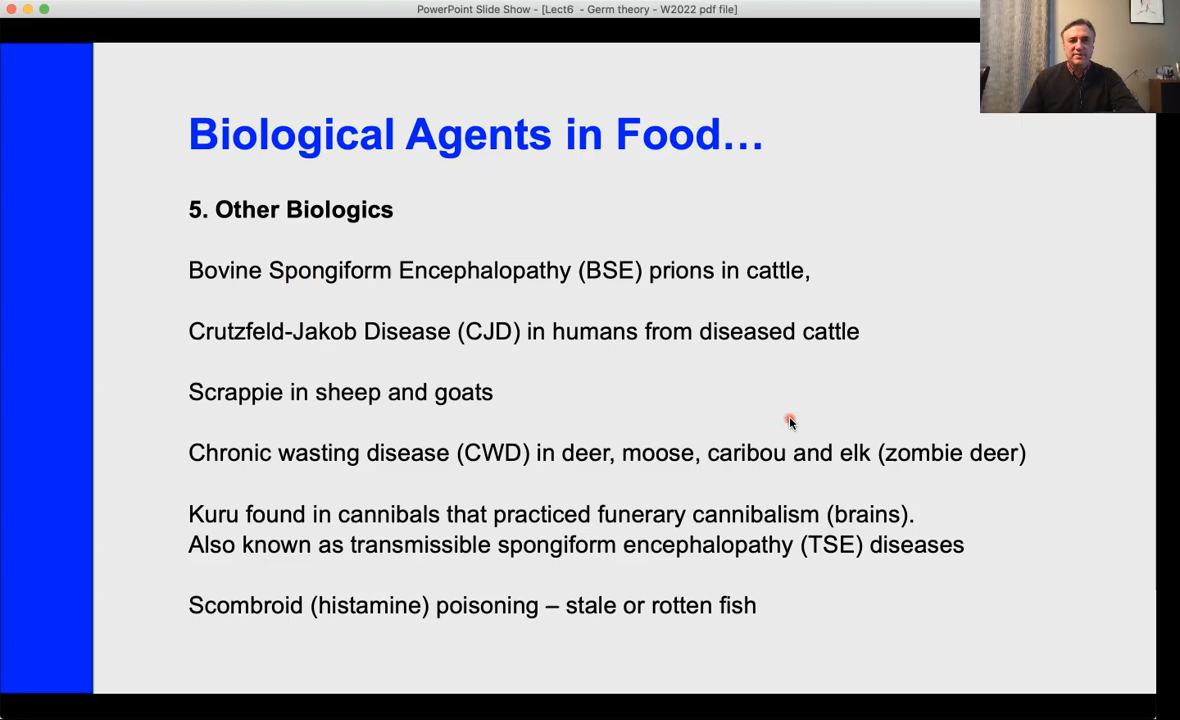 PowerPoint Slide Show - [Lect6 - Germ theory - W2022 pdf file]
Biological Agents in Food…
5. Other Biologics
Bovine Spongiform Encephalopathy (BSE) prions in cattle,
Crutzfeld-Jakob Disease (CJD) in humans from diseased cattle
Scrappie in sheep and goats
Chronic wasting disease (CWD) in deer, moose, caribou and elk (zombie deer)
Kuru found in cannibals that practiced funerary cannibalism (brains).
Also known as transmissible spongiform encephalopathy (TSE) diseases
Scombroid (histamine) poisoning – stale or rotten fish